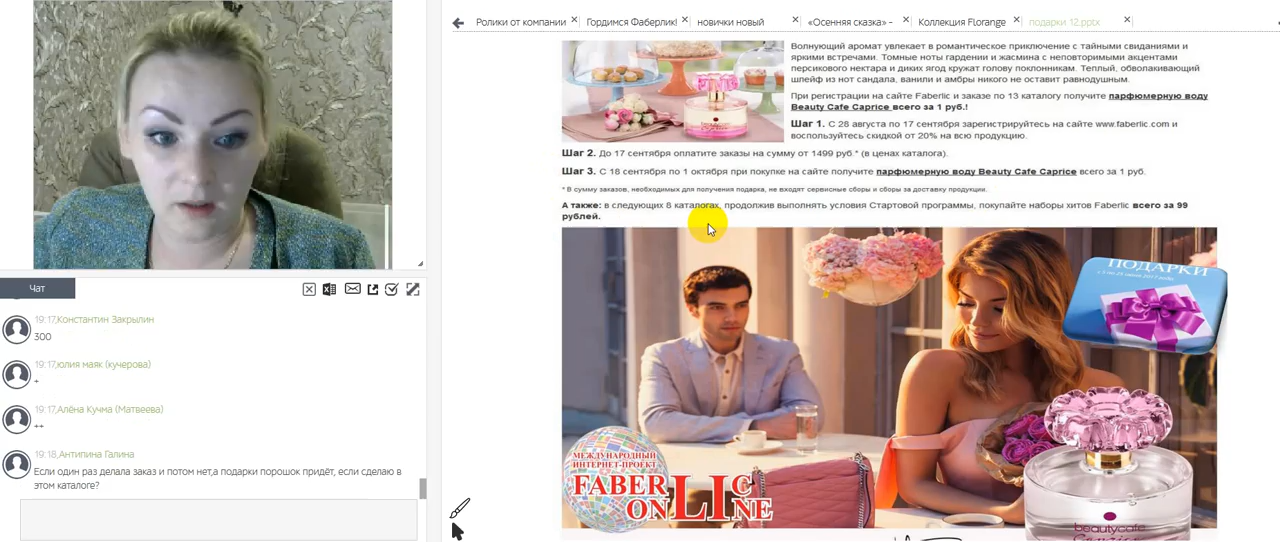 Ролики от компании
Гордимся Фаберлик!
новички новый
«Осенняя сказка» -
Коллекция Florange
подарки 12.pptx
Волнующий аромат увлекает в романтическое приключение с тайными свиданиями и
яркими встречами. Томные ноты гардении и жасмина с неповторимыми акцентами
персикового нектара и диких ягод кружат голову поклонникам. Теплый, обволакивающий
шлейф из нот сандала, ванили и амбры никого не оставит равнодушным.
При регистрации на сайте Faberlic и заказе по 13 каталогу получите парфюмерную воду
Beauty Cafe Caprice всего за 1 руб.!
Шаг 1. С 28 августа по 17 сентября зарегистрируйтесь на сайте www.faberlic.com и
воспользуйтесь скидкой от 20% на всю продукцию.
Шаг 2. До 17 сентября оплатите заказы на сумму от 1499 руб.* (в ценах каталога).
Шаг 3. С 18 сентября по 1 октября при покупке на сайте получите парфюмерную воду Beauty Cafe Caprice всего за 1 руб.
* В сумму заказов, необходимых для получения подарка, не входят сервисные сборы и сборы за доставку продукции.
А также: в следующих 8 каталогах, продолжив выполнять условия Стартовой программы, покупайте наборы хитов Faberlic всего за 99
рублей.
ПОДАРКИ
МЕЖДУНАРОДНЫЙ
ИНТЕРНЕТ-ПРОЕКТ
FABERLIC
ONLINE
beautycafe
Чат
19:17,Константин Закрылин
300
19:17,юлия маяк (кучерова)
+
19:17,Алёна Кучма (Матвеева)
++
19:18,Антипина Галина
Если один раз делала заказ и потом нет,а подарки порошок придёт, если сделаю в
этом каталоге?